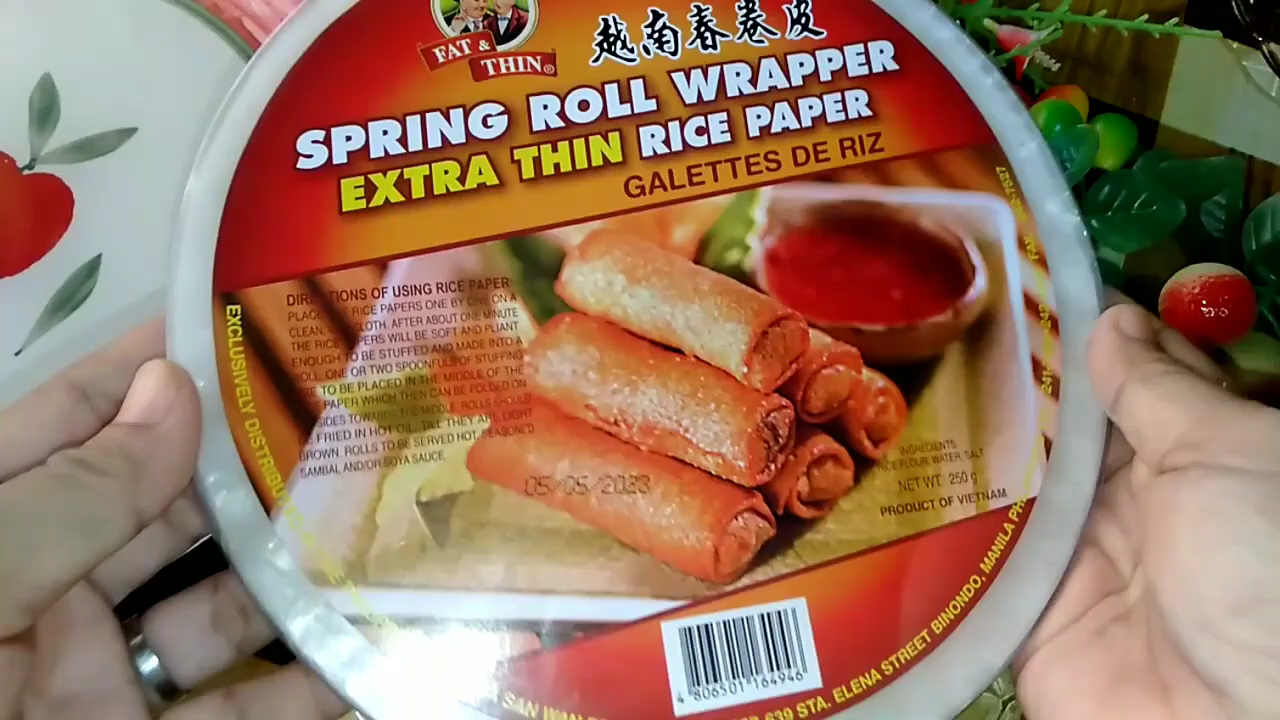 FAT &
THIN®
越南春卷皮
SPRING ROLL WRAPPER
EXTRA THIN RICE PAPER
GALETTES DE RIZ
DIRECTIONS OF USING RICE PAPER
PLACE RICE PAPERS ONE BY ONE ON A
CLEAN, CLOTH. AFTER ABOUT ONE MINUTE
THE RICE PAPERS WILL BE SOFT AND PLIANT
ENOUGH TO BE STUFFED AND MADE INTO A
ROLL. ONE OR TWO SPOONFULS OF STUFFING
ARE TO BE PLACED IN THE MIDDLE OF THE
PAPER WHICH THEN CAN BE FOLDED ON
SIDES TOWARDS THE MIDDLE. ROLLS SHOULD
BE FRIED IN HOT OIL. TILL THEY ARE LIGHT
BROWN. ROLLS TO BE SERVED HOT, SEASONED
SAMBAL AND/OR SOYA SAUCE.
05/05/2023
INGREDIENTS:
RICE FLOUR, WATER, SALT
NET WT. 250 g
PRODUCT OF VIETNAM
EXCLUSIVELY DISTRIBUTED
SAN WAN
639 STA. ELENA STREET BINONDO, MANILA
4 806501 164946